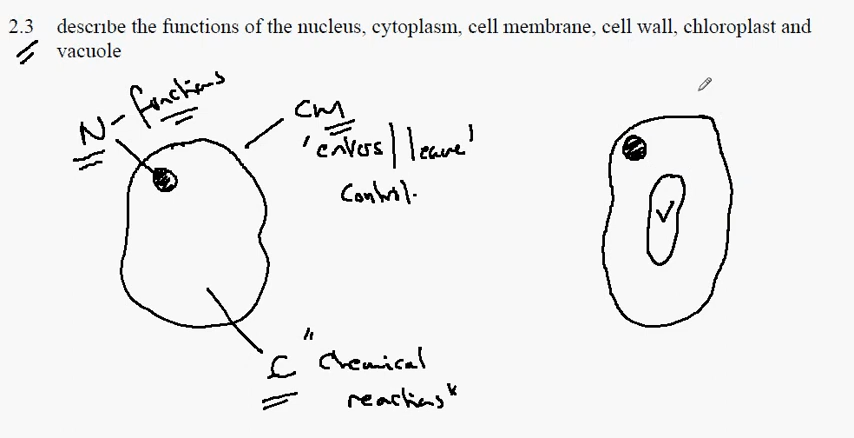 2.3 describe the functions of the nucleus, cytoplasm, cell membrane, cell wall, chloroplast and
vacuole
N - functions
CM
'enters / leave'
Control.
V
C "Chemical
reactions"